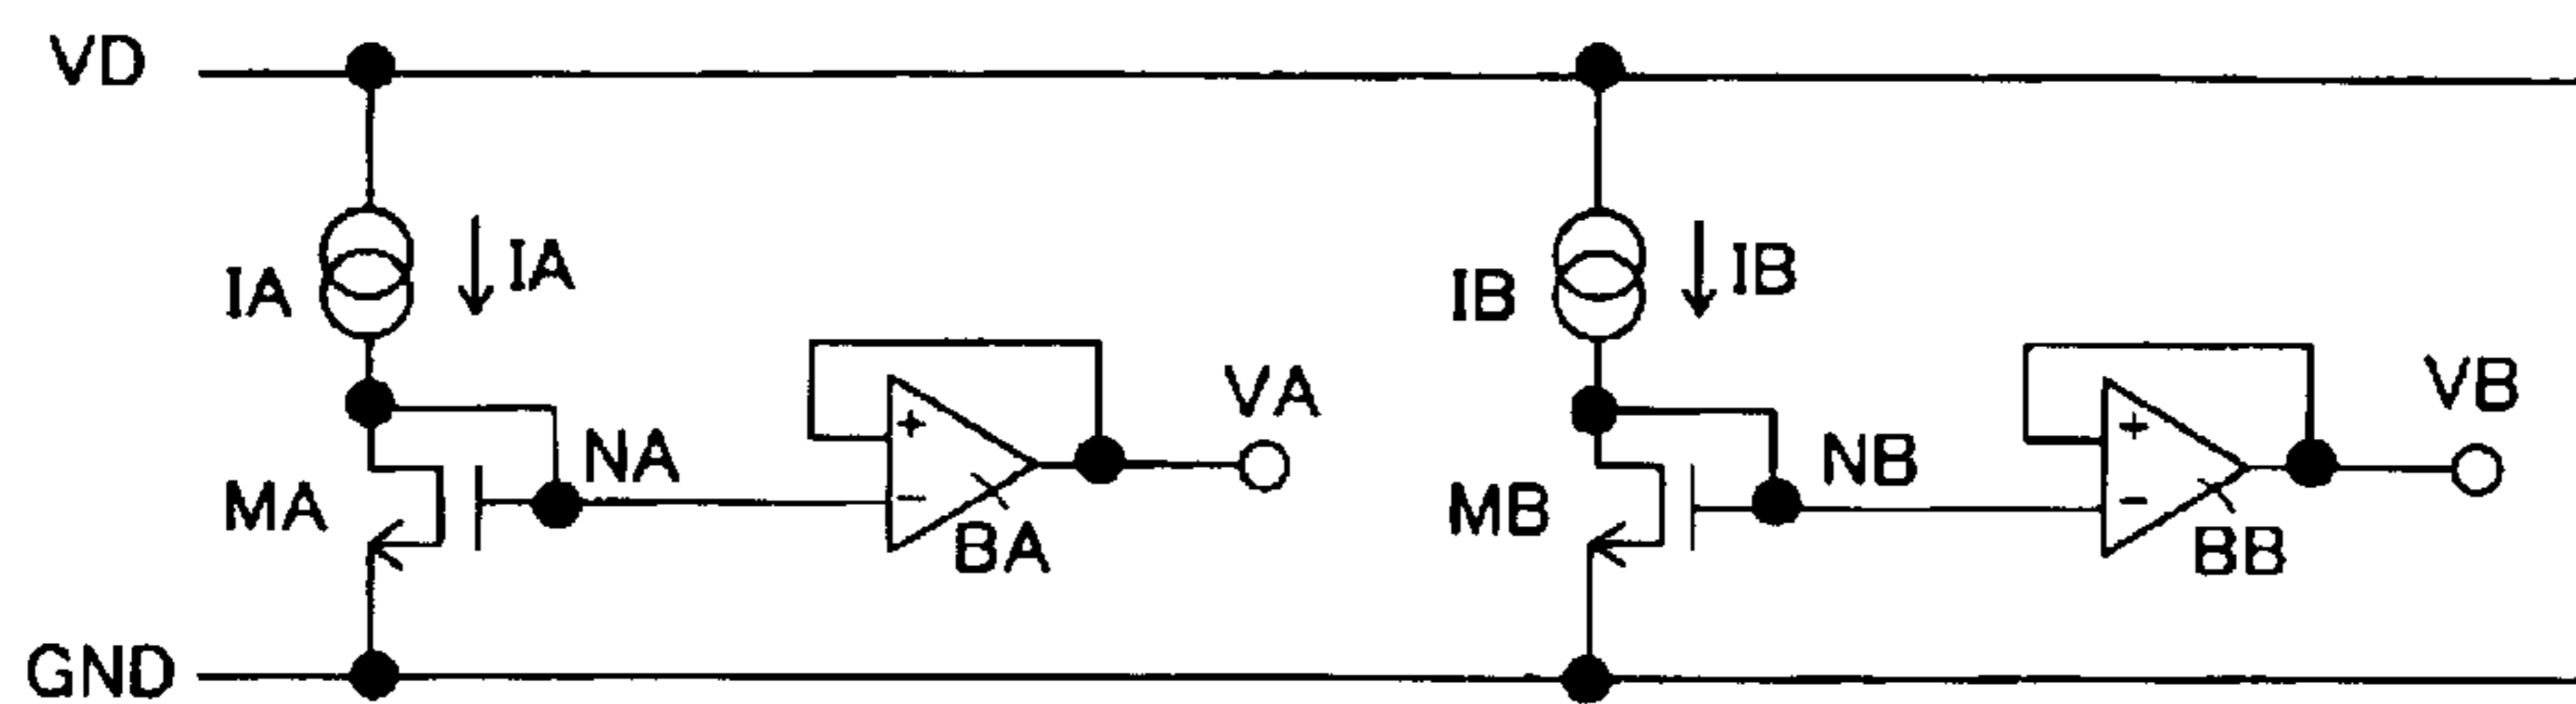 VD
IA
IA
IB
IB
VA
VB
NA
NB
MA
MB
+
−
+
−
BA
BB
GND